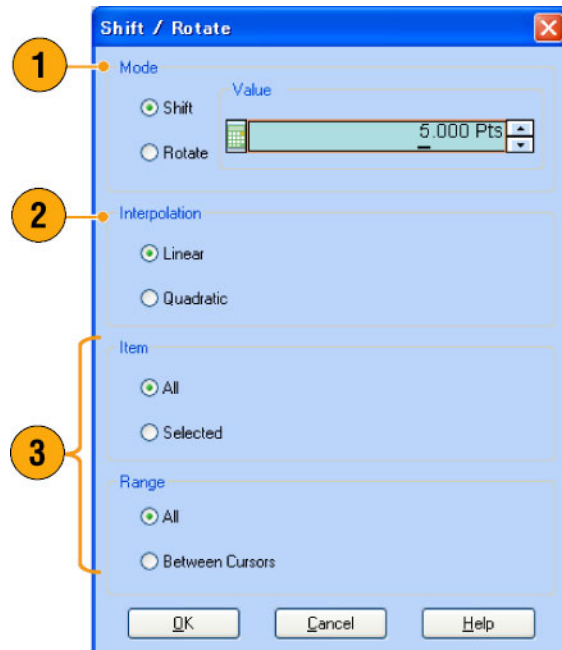 Shift / Rotate
1
Mode
Value
Shift
5.000 Pts
Rotate
2
Interpolation
Linear
Quadratic
3
Item
All
Selected
Range
All
Between Cursors
OK
Cancel
Help